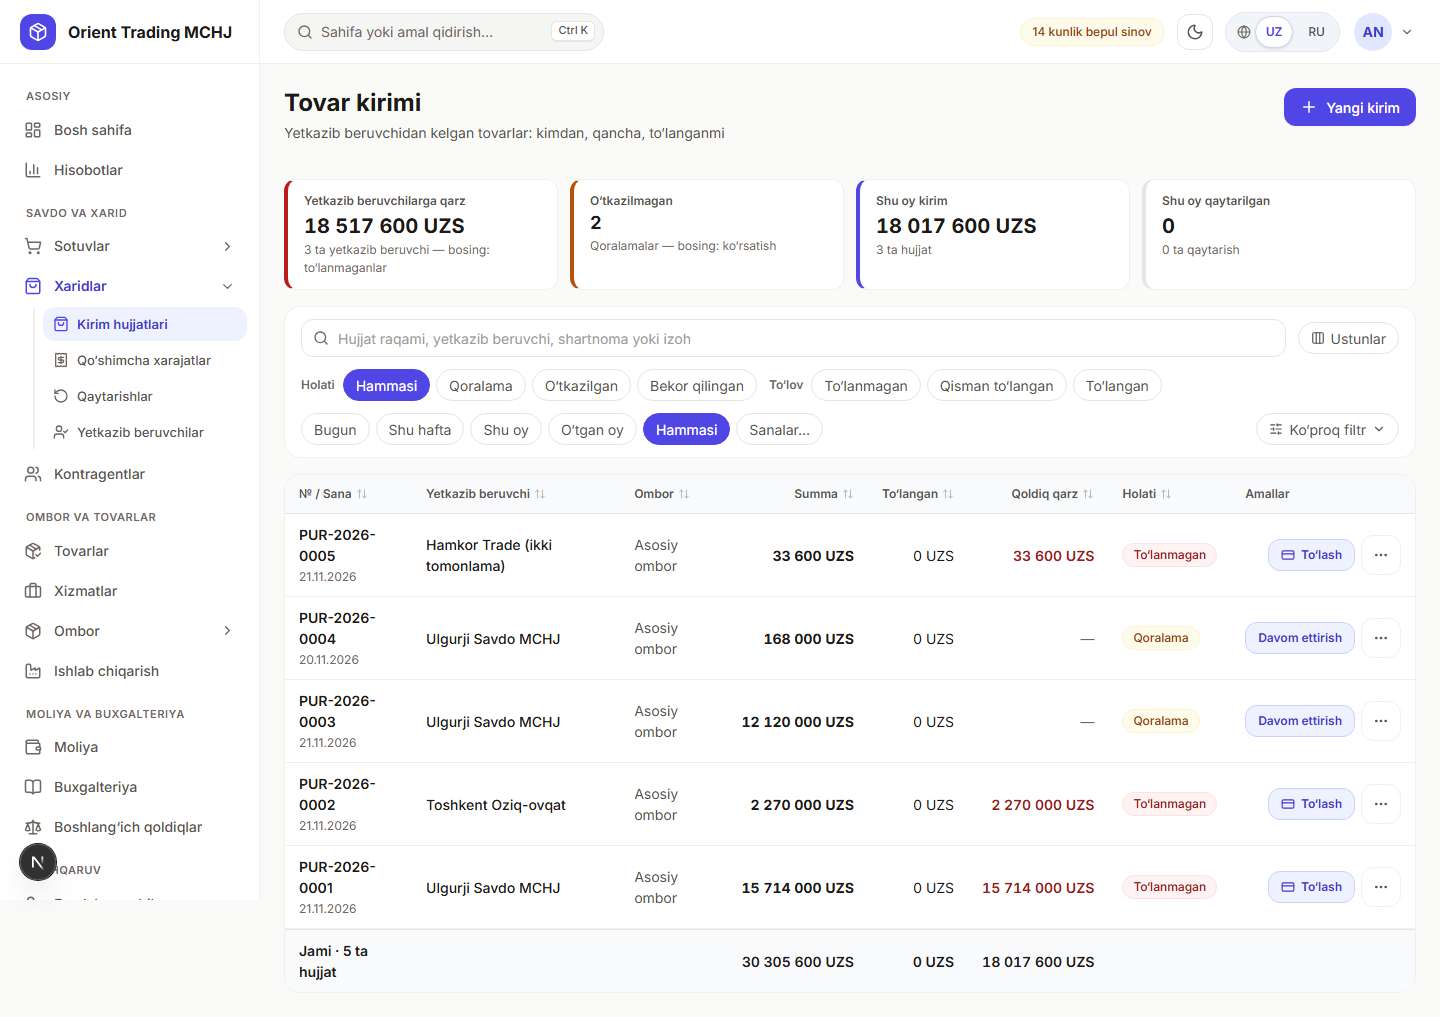 Orient Trading MCHJ
Sahifa yoki amal qidirish...
Ctrl K
14 kunlik bepul sinov
UZ
RU
AN
ASOSIY
Bosh sahifa
Hisobotlar
SAVDO VA XARID
Sotuvlar
Xaridlar
Kirim hujjatlari
Qo‘shimcha xarajatlar
Qaytarishlar
Yetkazib beruvchilar
Kontragentlar
OMBOR VA TOVARLAR
Tovarlar
Xizmatlar
Ombor
Ishlab chiqarish
MOLIYA VA BUXGALTERIYA
Moliya
Buxgalteriya
Boshlang‘ich qoldiqlar
N
Tovar kirimi
Yetkazib beruvchidan kelgan tovarlar: kimdan, qancha, to‘langanmi
Yangi kirim
Yetkazib beruvchilarga qarz
18 517 600 UZS
3 ta yetkazib beruvchi — bosing:
to‘lanmaganlar
O‘tkazilmagan
2
Qoralamalar — bosing: ko‘rsatish
Shu oy kirim
18 017 600 UZS
3 ta hujjat
Shu oy qaytarilgan
0
0 ta qaytarish
Hujjat raqami, yetkazib beruvchi, shartnoma yoki izoh
Ustunlar
Holati Hammasi Qoralama O‘tkazilgan Bekor qilingan To‘lov To‘lanmagan Qisman to‘langan To‘langan
Bugun Shu hafta Shu oy O‘tgan oy Hammasi Sanalar... Ko‘proq filtr
№ / Sana Yetkazib beruvchi Ombor Summa To‘langan Qoldiq qarz Holati Amallar
PUR-2026-
0005
21.11.2026
Hamkor Trade (ikki
tomonlama)
Asosiy
ombor
33 600 UZS
0 UZS
33 600 UZS
To‘lanmagan
To‘lash
PUR-2026-
0004
20.11.2026
Ulgurji Savdo MCHJ
Asosiy
ombor
168 000 UZS
0 UZS
—
Qoralama
Davom ettirish
PUR-2026-
0003
21.11.2026
Ulgurji Savdo MCHJ
Asosiy
ombor
12 120 000 UZS
0 UZS
—
Qoralama
Davom ettirish
PUR-2026-
0002
21.11.2026
Toshkent Oziq-ovqat
Asosiy
ombor
2 270 000 UZS
0 UZS
2 270 000 UZS
To‘lanmagan
To‘lash
PUR-2026-
0001
21.11.2026
Ulgurji Savdo MCHJ
Asosiy
ombor
15 714 000 UZS
0 UZS
15 714 000 UZS
To‘lanmagan
To‘lash
Jami · 5 ta
hujjat
30 305 600 UZS
0 UZS
18 017 600 UZS